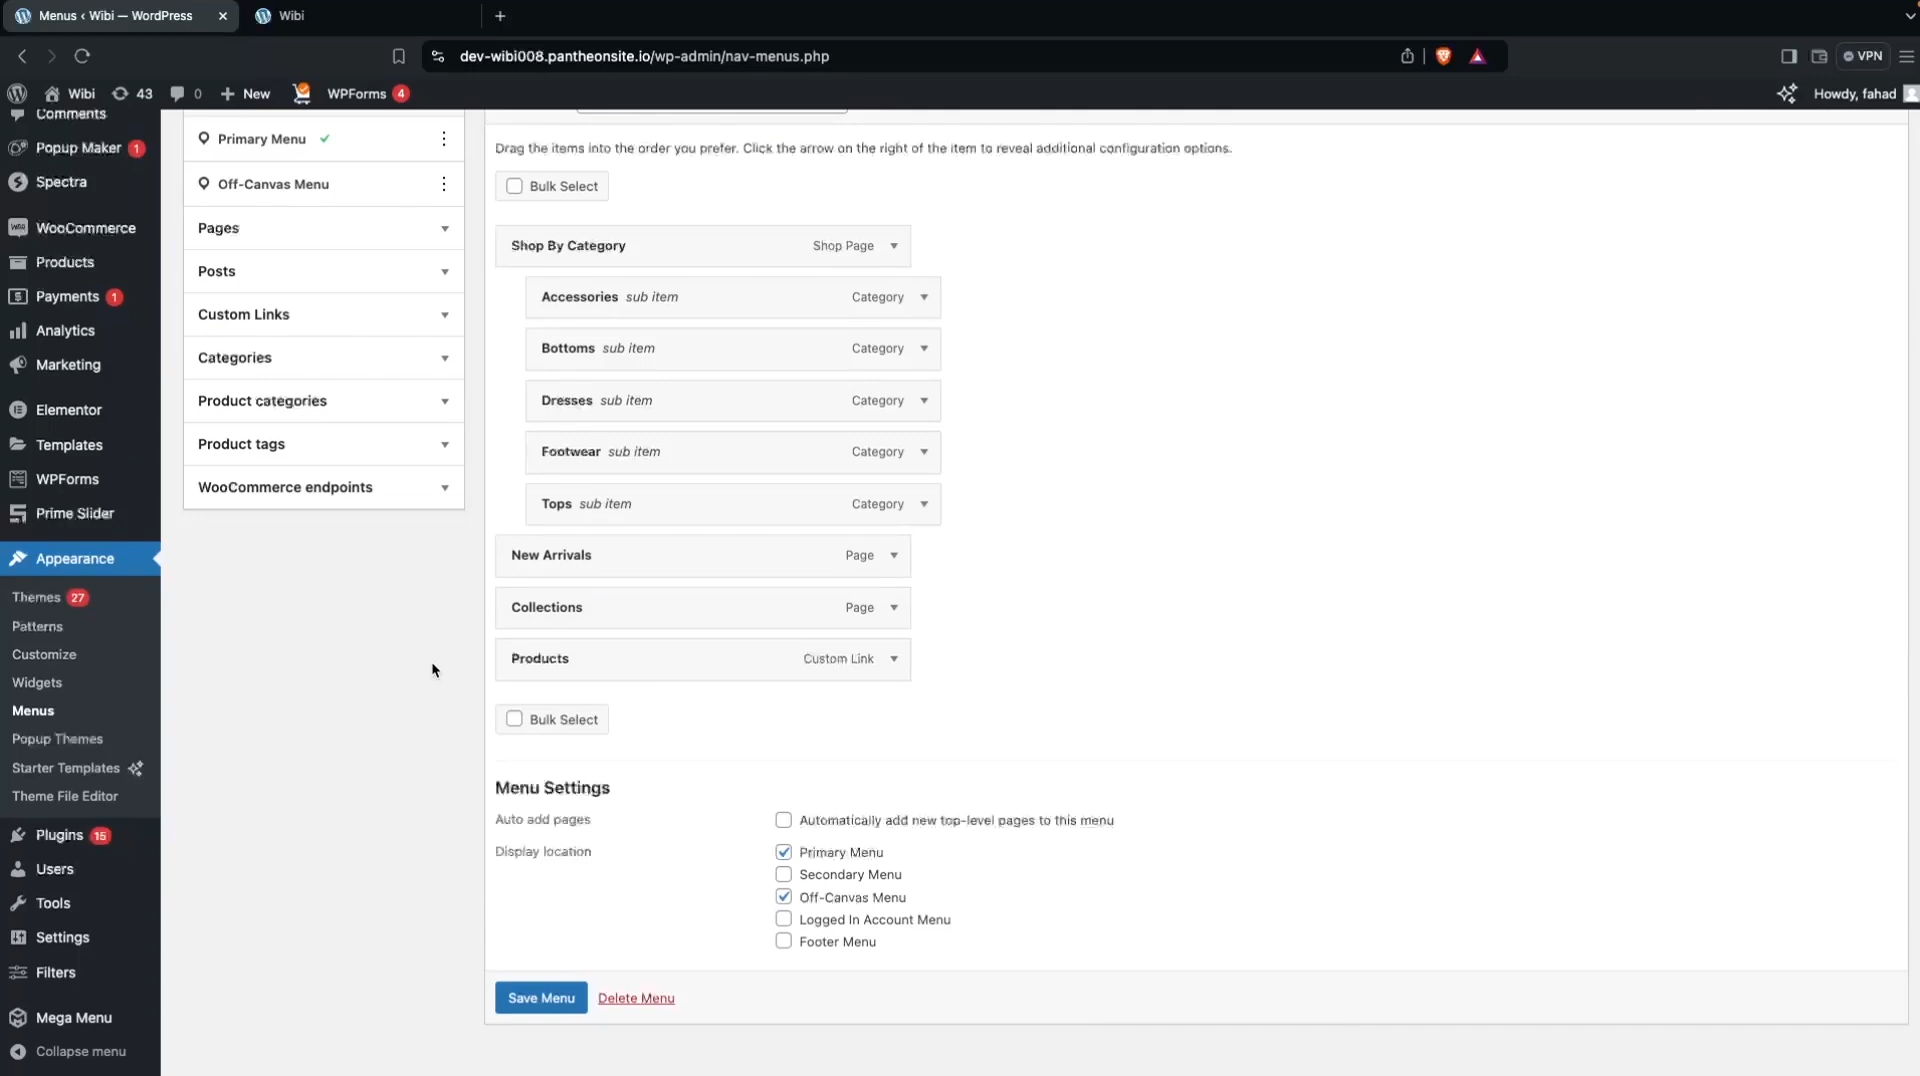 Menus ‹ Wibi — WordPress
Wibi
dev-wibi008.pantheonsite.io/wp-admin/nav-menus.php
VPN
Wibi
43
0
New
WPForms 4
Howdy, fahad
Comments
Popup Maker 1
Spectra
WooCommerce
Products
Payments 1
Analytics
Marketing
Elementor
Templates
WPForms
Prime Slider
Appearance
Themes 27
Patterns
Customize
Widgets
Menus
Popup Themes
Starter Templates
Theme File Editor
Plugins 15
Users
Tools
Settings
Filters
Mega Menu
Collapse menu
Primary Menu
Off-Canvas Menu
Pages
Posts
Custom Links
Categories
Product categories
Product tags
WooCommerce endpoints
Drag the items into the order you prefer. Click the arrow on the right of the item to reveal additional configuration options.
Bulk Select
Shop By Category Shop Page
Accessories sub item Category
Bottoms sub item Category
Dresses sub item Category
Footwear sub item Category
Tops sub item Category
New Arrivals Page
Collections Page
Products Custom Link
Bulk Select
Menu Settings
Auto add pages Automatically add new top-level pages to this menu
Display location Primary Menu
Secondary Menu
Off-Canvas Menu
Logged In Account Menu
Footer Menu
Save Menu Delete Menu